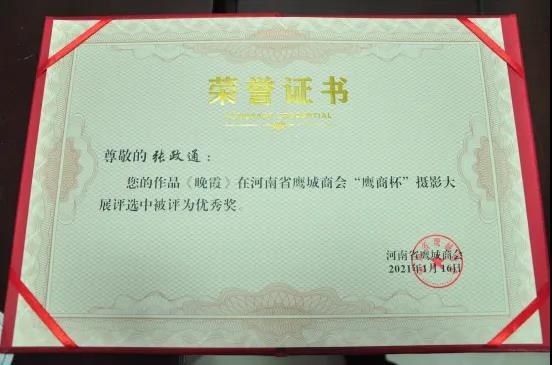 荣誉证书
尊敬的 张政通：
您的作品《晚霞》在河南省鹰城商会“鹰商杯”摄影大
展评选中被评为优秀奖。
河南省鹰城商会
2021年1月16日